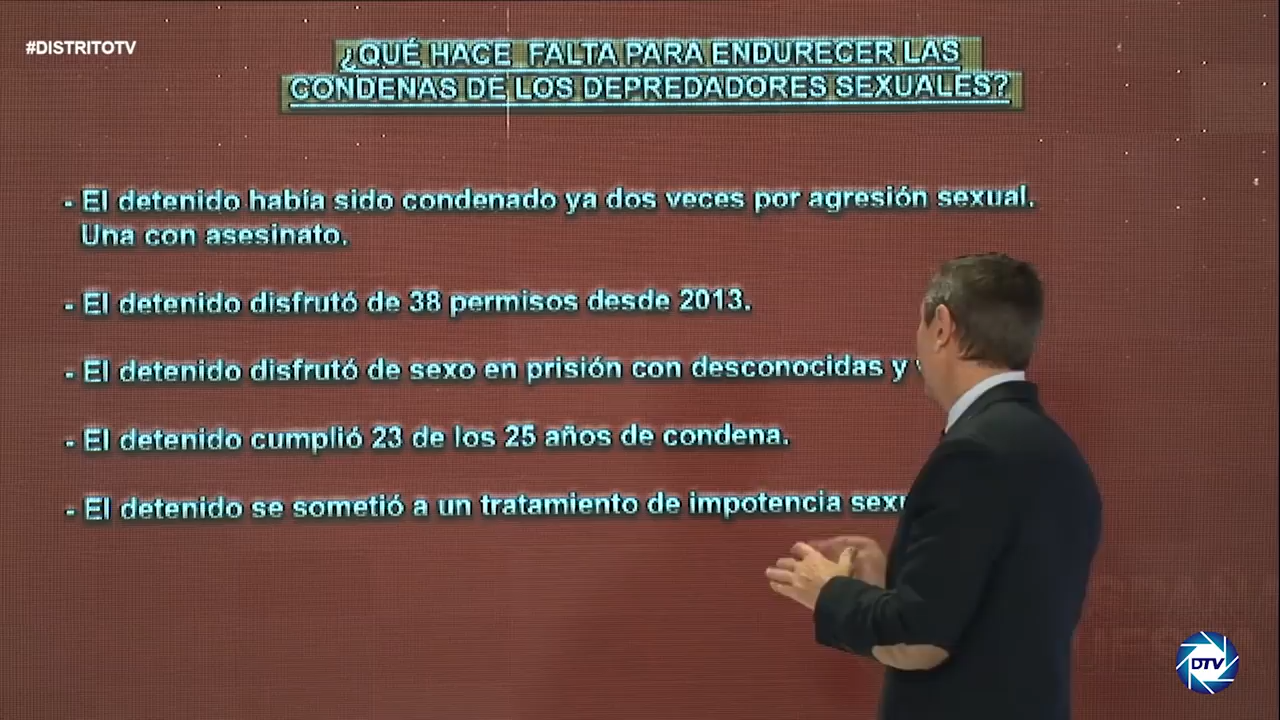 #DISTRITOTV
¿QUÉ HACE FALTA PARA ENDURECER LAS
CONDENAS DE LOS DEPREDADORES SEXUALES?
- El detenido había sido condenado ya dos veces por agresión sexual.
Una con asesinato.
- El detenido disfrutó de 38 permisos desde 2013.
- El detenido disfrutó de sexo en prisión con desconocidas y
- El detenido cumplió 23 de los 25 años de condena.
- El detenido se sometió a un tratamiento de impotencia
DTV